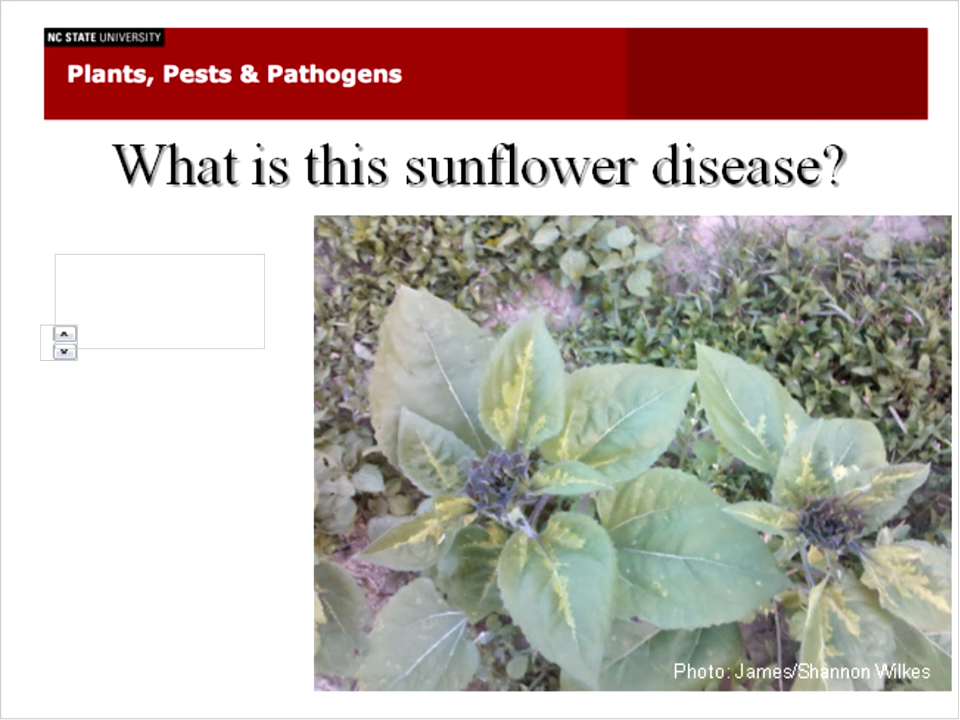 NC STATE UNIVERSITY
Plants, Pests & Pathogens
What is this sunflower disease?
Photo: James/Shannon Wilkes